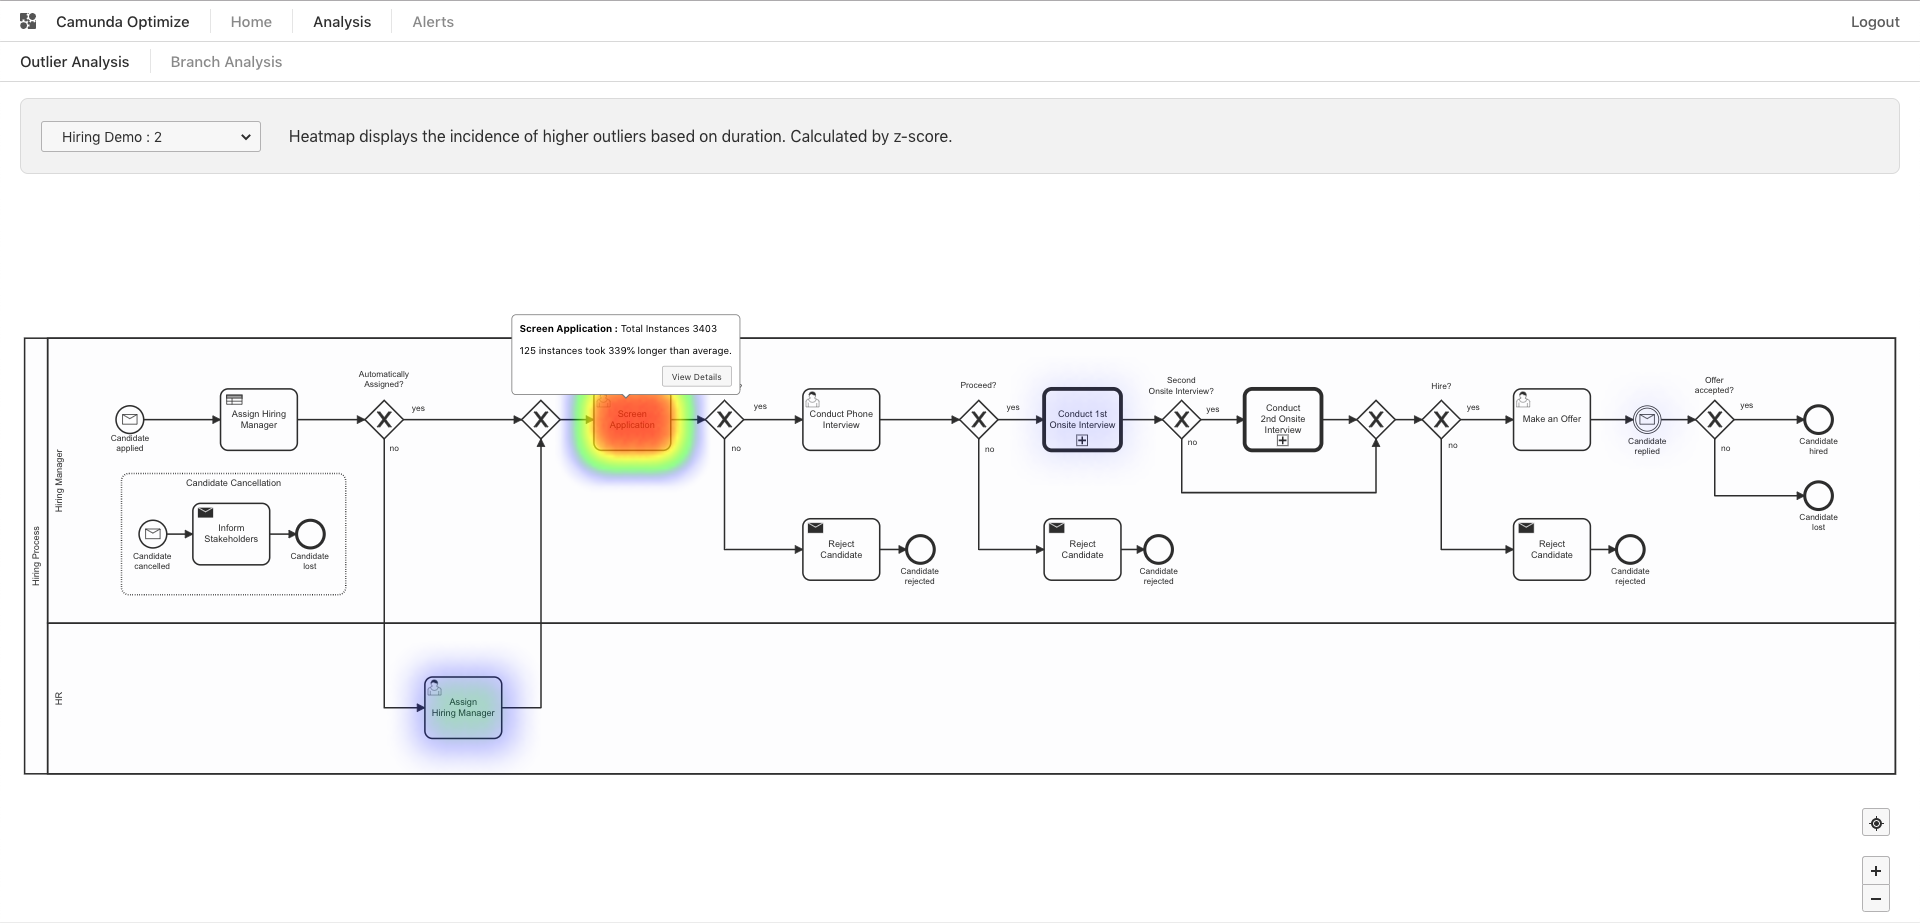 Camunda Optimize
Home
Analysis
Alerts
Logout
Outlier Analysis
Branch Analysis
Hiring Demo : 2
Heatmap displays the incidence of higher outliers based on duration. Calculated by z-score.
Screen Application : Total Instances 3403
125 instances took 339% longer than average.
View Details
Hiring Process
Hiring Manager
HR
Candidate
applied
Assign Hiring
Manager
Automatically
Assigned?
yes
no
Screen
Application
?
yes
no
Conduct Phone
Interview
Proceed?
yes
no
Conduct 1st
Onsite Interview
Second
Onsite Interview?
yes
no
Conduct
2nd Onsite
Interview
Hire?
yes
no
Make an Offer
Candidate
replied
Offer
accepted?
yes
no
Candidate
hired
Candidate
lost
Candidate Cancellation
Candidate
cancelled
Inform
Stakeholders
Candidate
lost
Reject
Candidate
Candidate
rejected
Reject
Candidate
Candidate
rejected
Reject
Candidate
Candidate
rejected
Assign
Hiring Manager